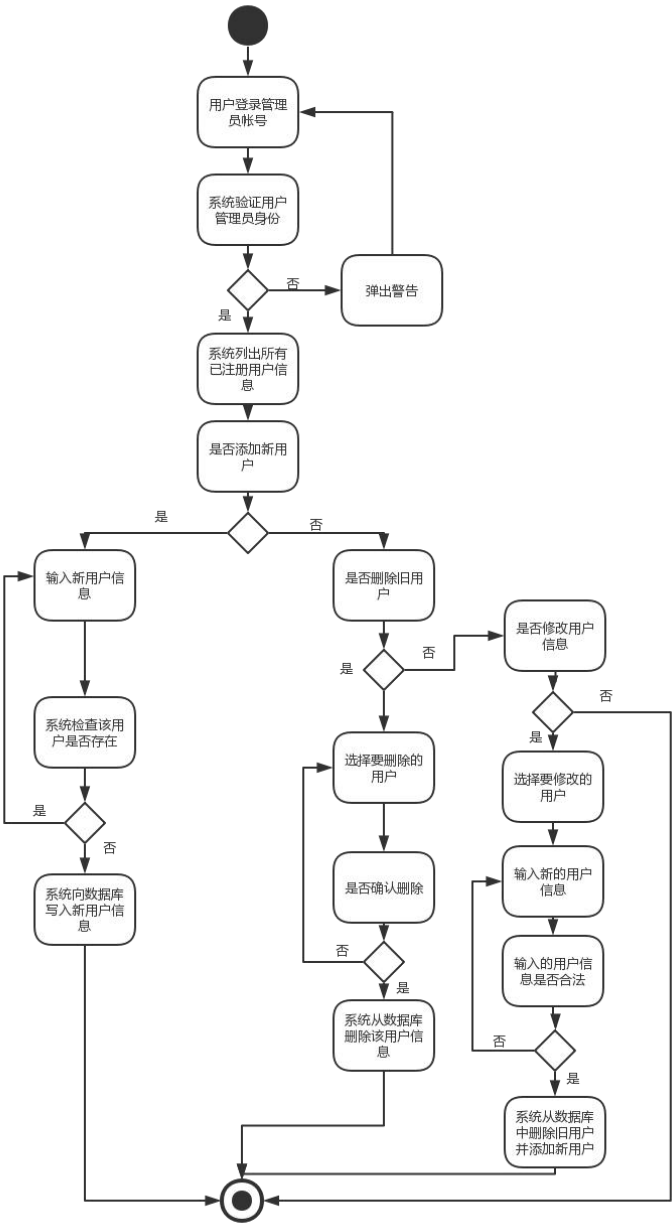 用户登录管理
员帐号
系统验证用户
管理员身份
否
弹出警告
是
系统列出所有
已注册用户信
息
是否添加新用
户
是
否
输入新用户信
息
系统检查该用
户是否存在
是
否
系统向数据库
写入新用户信
息
是否删除旧用
户
是
否
选择要删除的
用户
是否确认删除
否
是
系统从数据库
删除该用户信
息
是否修改用户
信息
否
是
选择要修改的
用户
输入新的用户
信息
输入的用户信
息是否合法
否
是
系统从数据库
中删除旧用户
并添加新用户